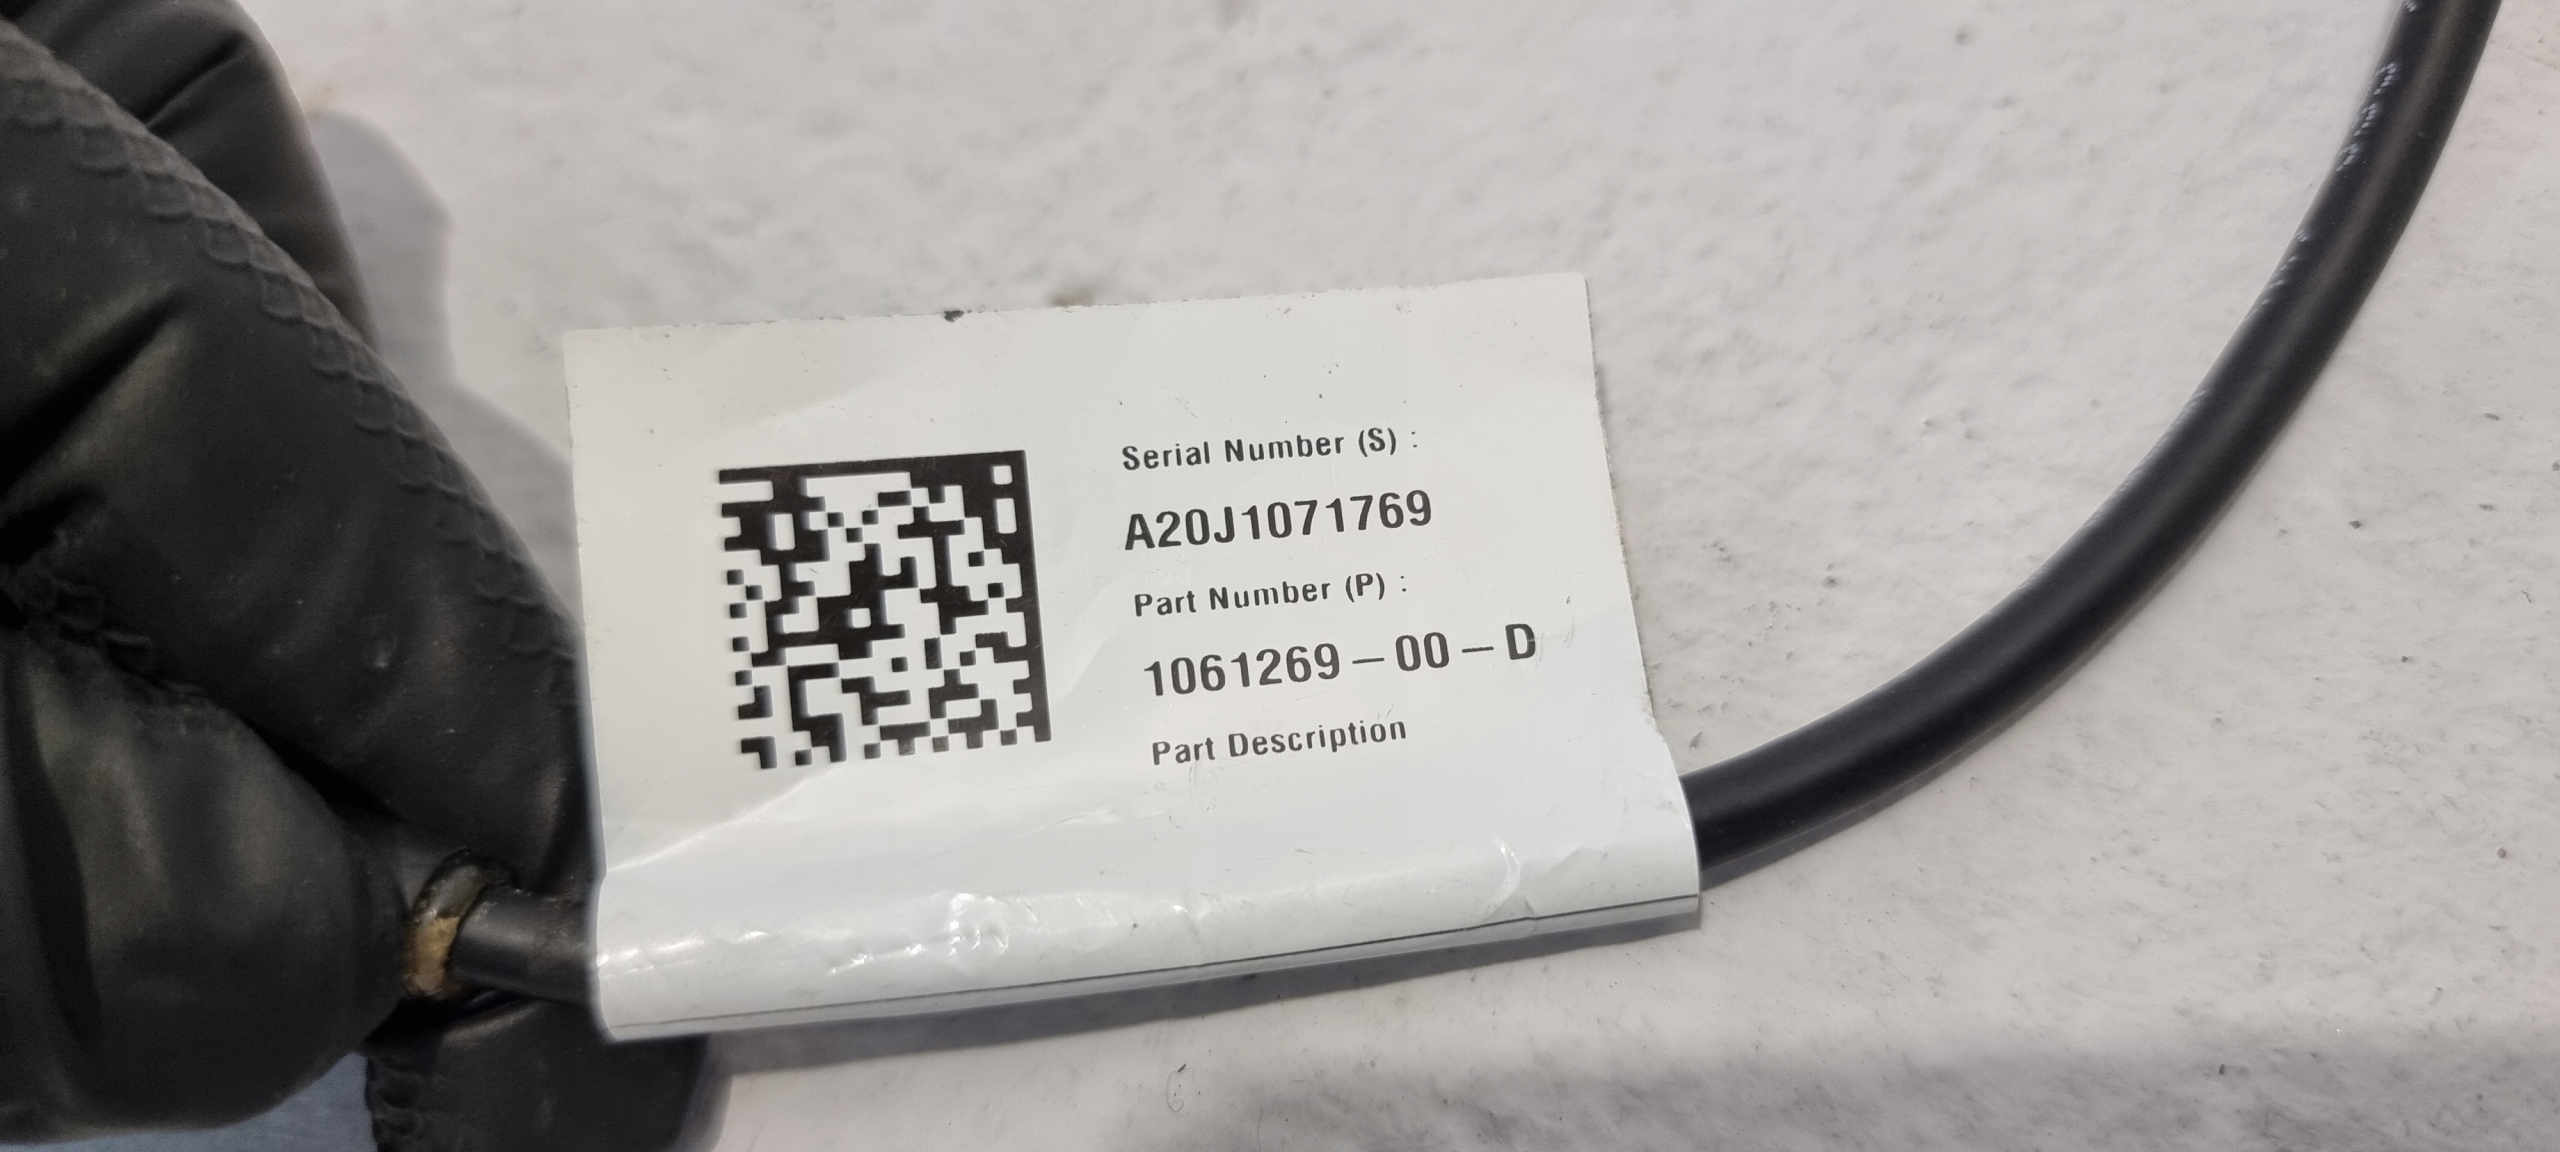 Serial Number (S) :
A20J1071769
Part Number (P) :
1061269-00-D
Part Description